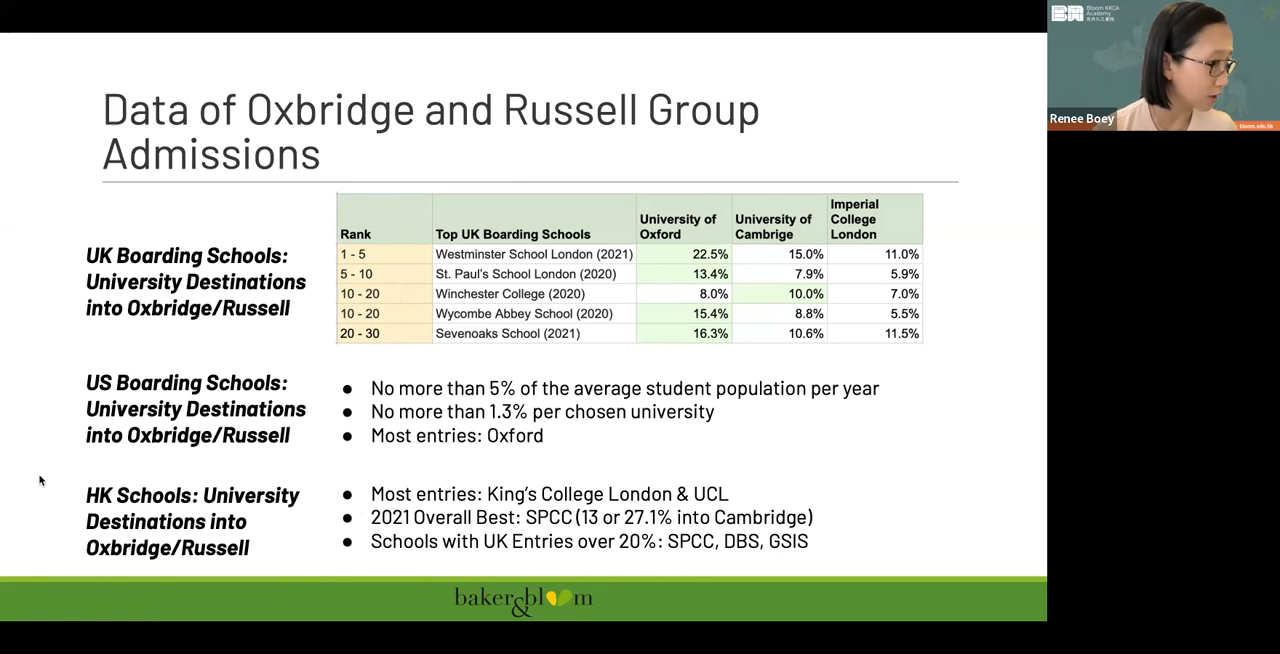 Data of Oxbridge and Russell Group
Admissions
Rank
Top UK Boarding Schools
University of
Oxford
University of
Cambrige
Imperial
College
London
1 - 5 Westminster School London (2021) 22.5% 15.0% 11.0%
5 - 10 St. Paul's School London (2020) 13.4% 7.9% 5.9%
10 - 20 Winchester College (2020) 8.0% 10.0% 7.0%
10 - 20 Wycombe Abbey School (2020) 15.4% 8.8% 5.5%
20 - 30 Sevenoaks School (2021) 16.3% 10.6% 11.5%
UK Boarding Schools:
University Destinations
into Oxbridge/Russell
US Boarding Schools:
University Destinations
into Oxbridge/Russell
● No more than 5% of the average student population per year
● No more than 1.3% per chosen university
● Most entries: Oxford
HK Schools: University
Destinations into
Oxbridge/Russell
● Most entries: King's College London & UCL
● 2021 Overall Best: SPCC (13 or 27.1% into Cambridge)
● Schools with UK Entries over 20%: SPCC, DBS, GSIS
baker&bloom
Bloom KKCA
Academy
Renee Boey
bloom.edu.hk